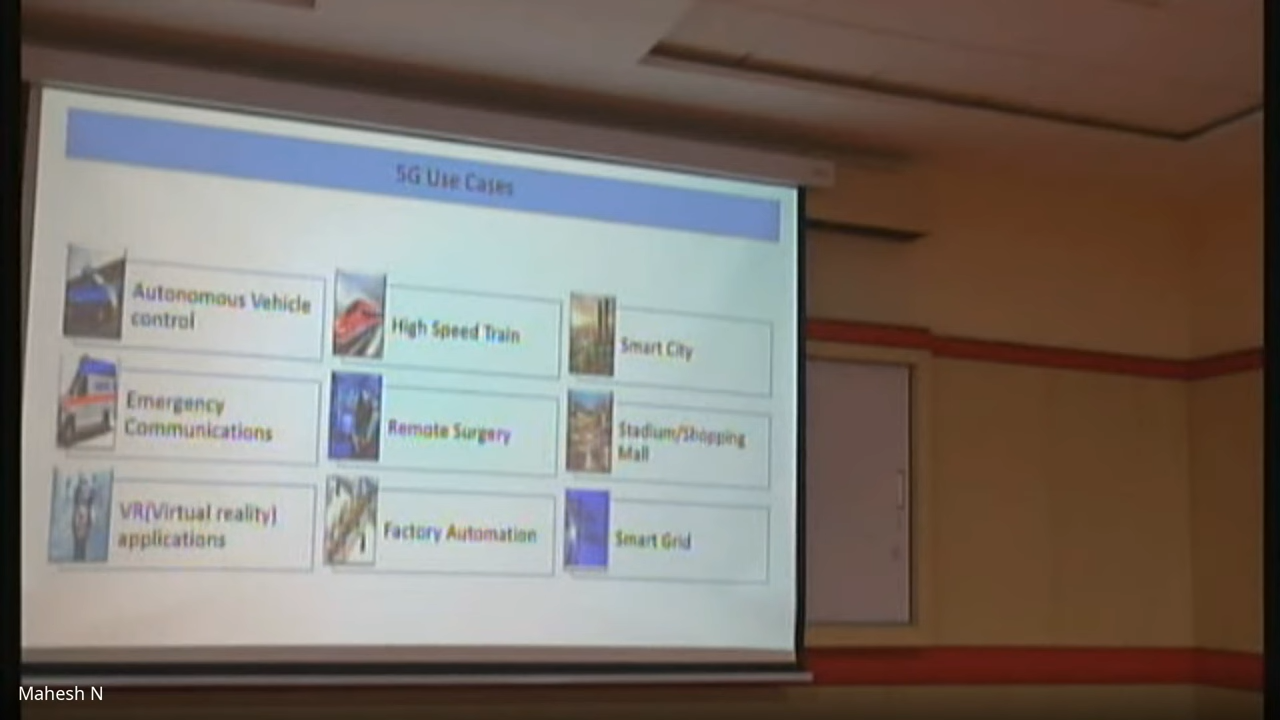 5G Use Cases
Autonomous Vehicle
control
High Speed Train
Smart City
Emergency
Communications
Remote Surgery
Stadium/Shopping
Mall
VR(Virtual reality)
applications
Factory Automation
Smart Grid
Mahesh N